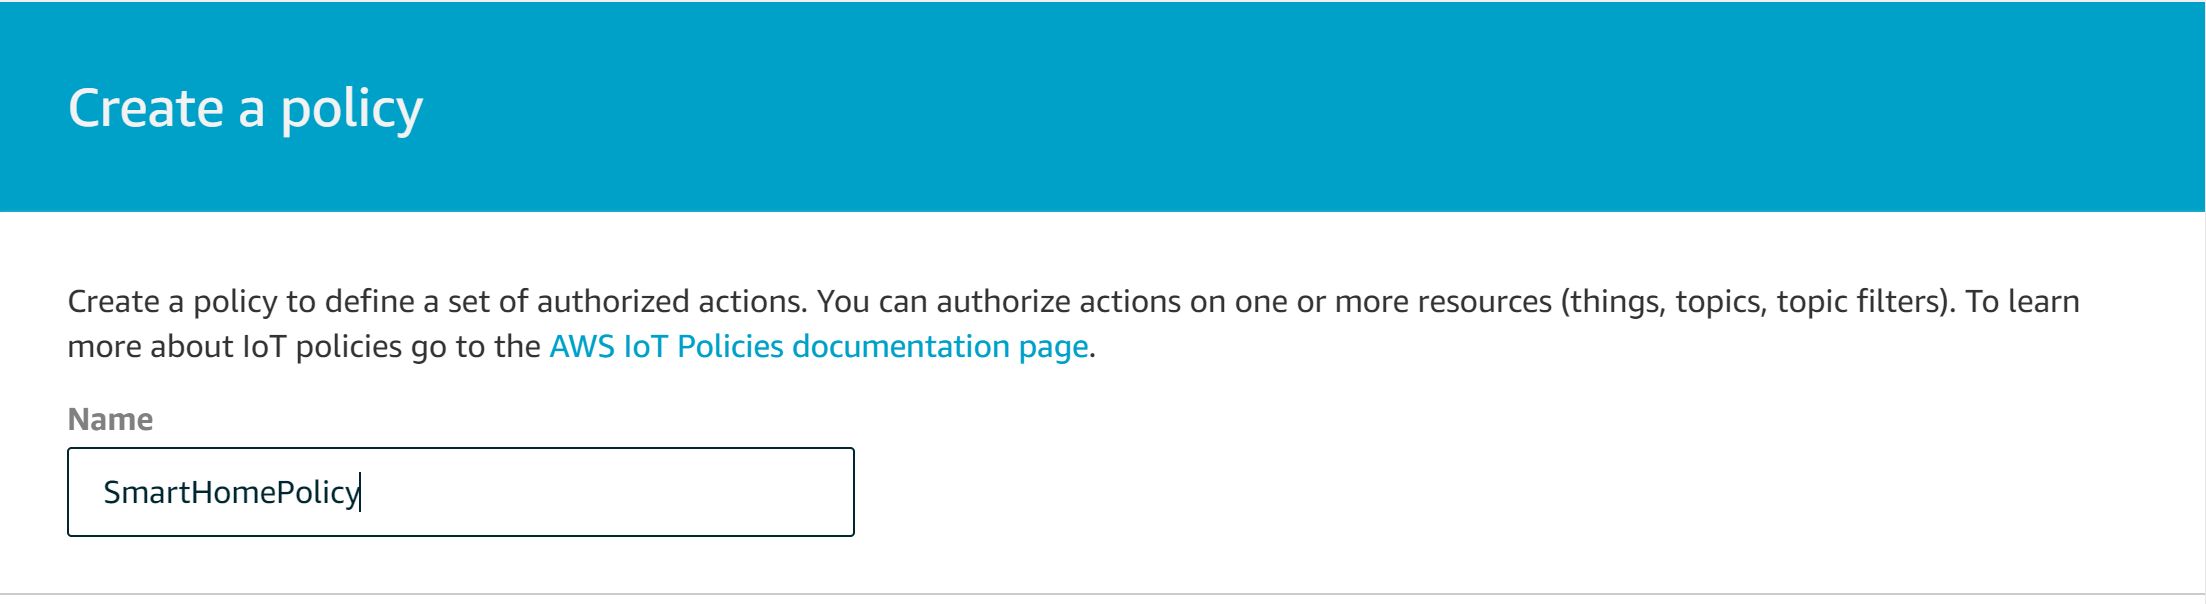 Create a policy
Create a policy to define a set of authorized actions. You can authorize actions on one or more resources (things, topics, topic filters). To learn
more about IoT policies go to the AWS IoT Policies documentation page.
Name
SmartHomePolicy